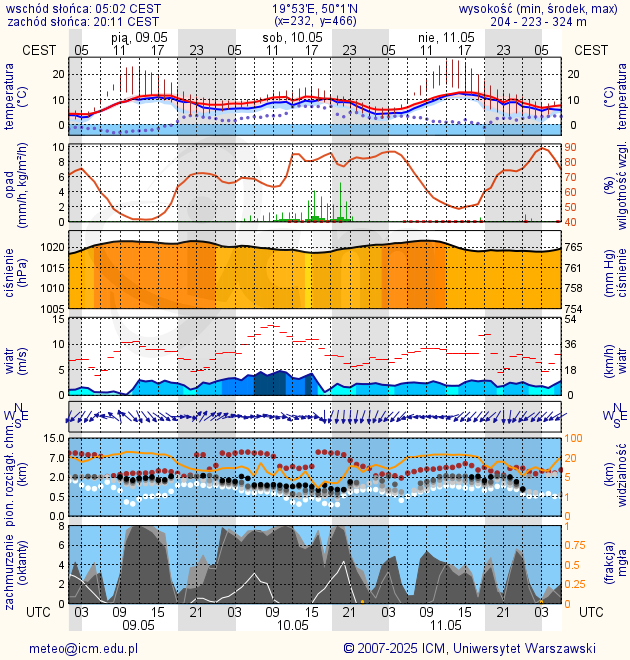 wschód słońca: 05:02 CEST 19°53'E, 50°1'N wysokość (min, środek, max)
zachód słońca: 20:11 CEST (x=232, y=466) 204 - 223 - 324 m
pią, 09.05 sob, 10.05 nie, 11.05
CEST 05 11 17 23 05 11 17 23 05 11 17 23 05 CEST
temperatura (°C) 20 10 0 20 10 0 (°C) temperatura
opad (mm/h, kg/m²/h) 10 8 6 4 2 0 90 80 70 60 50 40 (%) wilgotność wzgl.
ciśnienie (hPa) 1020 1015 1010 1005 765 761 758 754 (mm Hg) ciśnienie
wiatr (m/s) 15 10 5 0 54 36 18 0 (km/h) wiatr
N W E S N W E S
pion. rozciągł. chm. (km) 15.0 7.0 2.0 0.5 0.0 100 20 5 1 0 (km) widzialność
zachmurzenie (oktanty) 8 6 4 2 0 1 0.75 0.5 0.25 0 (frakcja) mgła
UTC 03 09 15 21 03 09 15 21 03 09 15 21 03 UTC
09.05 10.05 11.05
meteo@icm.edu.pl © 2007-2025 ICM, Uniwersytet Warszawski